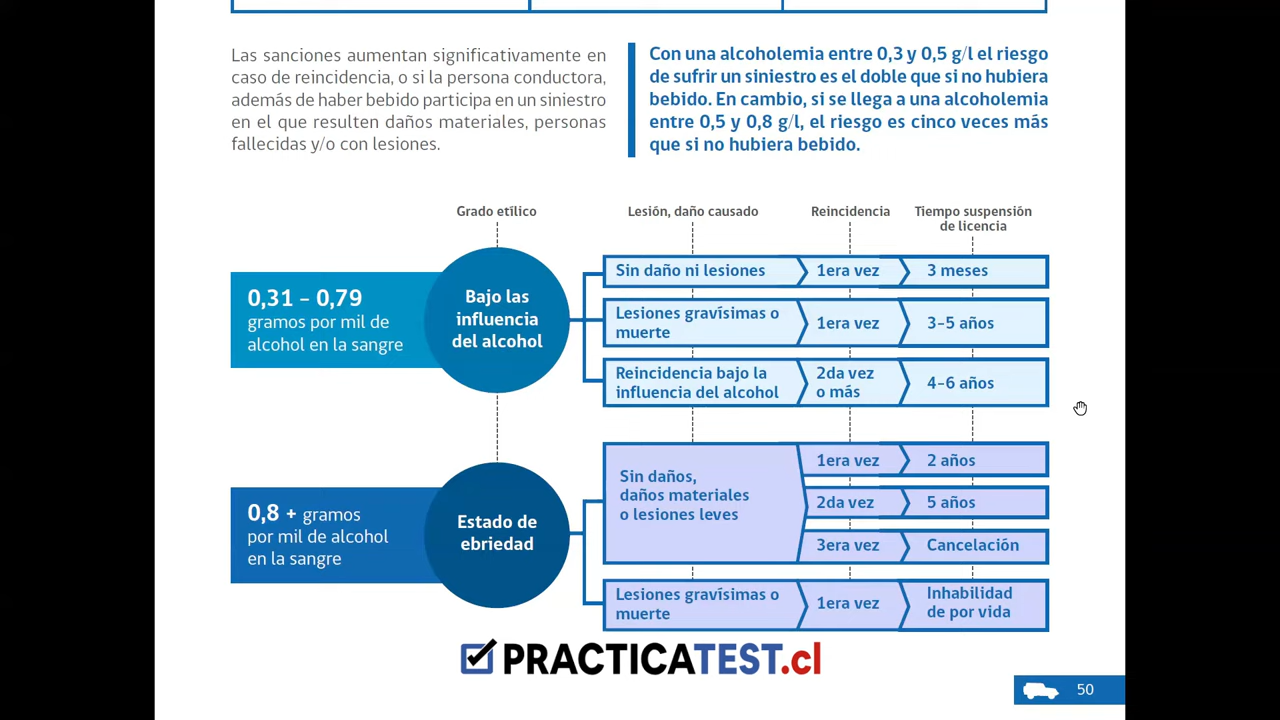 Las sanciones aumentan significativamente en
caso de reincidencia, o si la persona conductora,
además de haber bebido participa en un siniestro
en el que resulten daños materiales, personas
fallecidas y/o con lesiones.
Con una alcoholemia entre 0,3 y 0,5 g/l el riesgo
de sufrir un siniestro es el doble que si no hubiera
bebido. En cambio, si se llega a una alcoholemia
entre 0,5 y 0,8 g/l, el riesgo es cinco veces más
que si no hubiera bebido.
Grado etílico
Lesión, daño causado
Reincidencia
Tiempo suspensión
de licencia
0,31 – 0,79
gramos por mil de
alcohol en la sangre
Bajo las
influencia
del alcohol
Sin daño ni lesiones
1era vez
3 meses
Lesiones gravísimas o
muerte
1era vez
3-5 años
Reincidencia bajo la
influencia del alcohol
2da vez
o más
4-6 años
0,8 + gramos
por mil de alcohol
en la sangre
Estado de
ebriedad
Sin daños,
daños materiales
o lesiones leves
1era vez
2 años
2da vez
5 años
3era vez
Cancelación
Lesiones gravísimas o
muerte
1era vez
Inhabilidad
de por vida
PRACTICATEST.cl
50